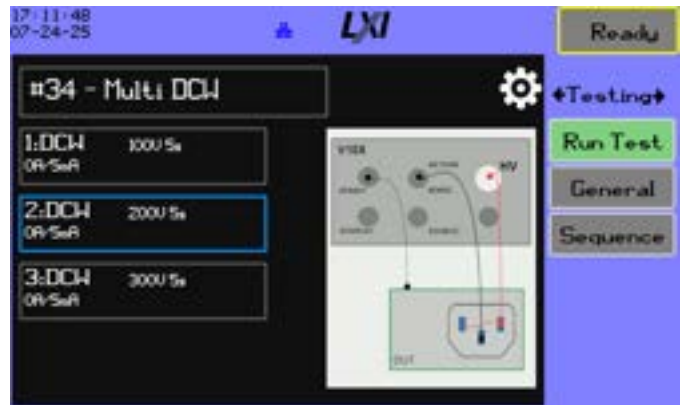 17:11:48
07-24-25
LXI
Ready
#34 - Multi DCW
←Testing→
1:DCW 100V 5s
0A/5mA
Run Test
HV
General
2:DCW 200V 5s
0A/5mA
Sequence
3:DCW 300V 5s
0A/5mA
DUT